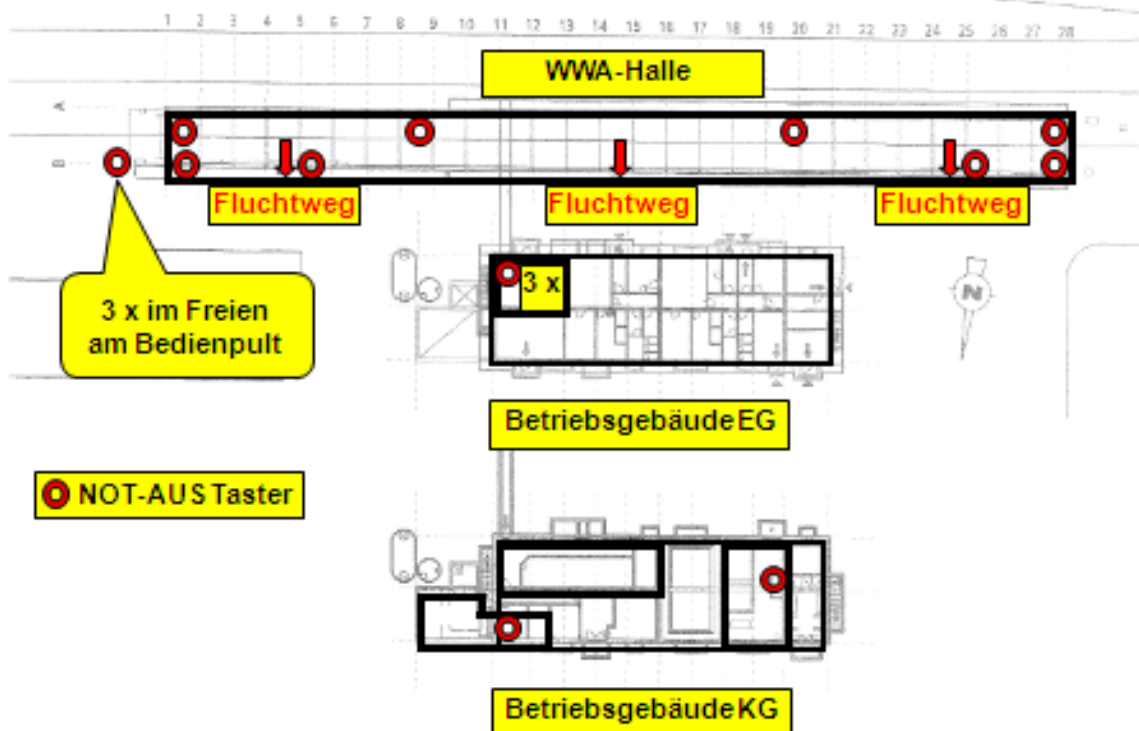 1 2 3 4 5 6 7 8 9 10 11 12 13 14 15 16 17 18 19 20 21 22 23 24 25 26 27 28
WWA-Halle
A
B
Fluchtweg
Fluchtweg
Fluchtweg
3 x
3 x im Freien
am Bedienpult
N
Betriebsgebäude EG
NOT-AUS Taster
Betriebsgebäude KG